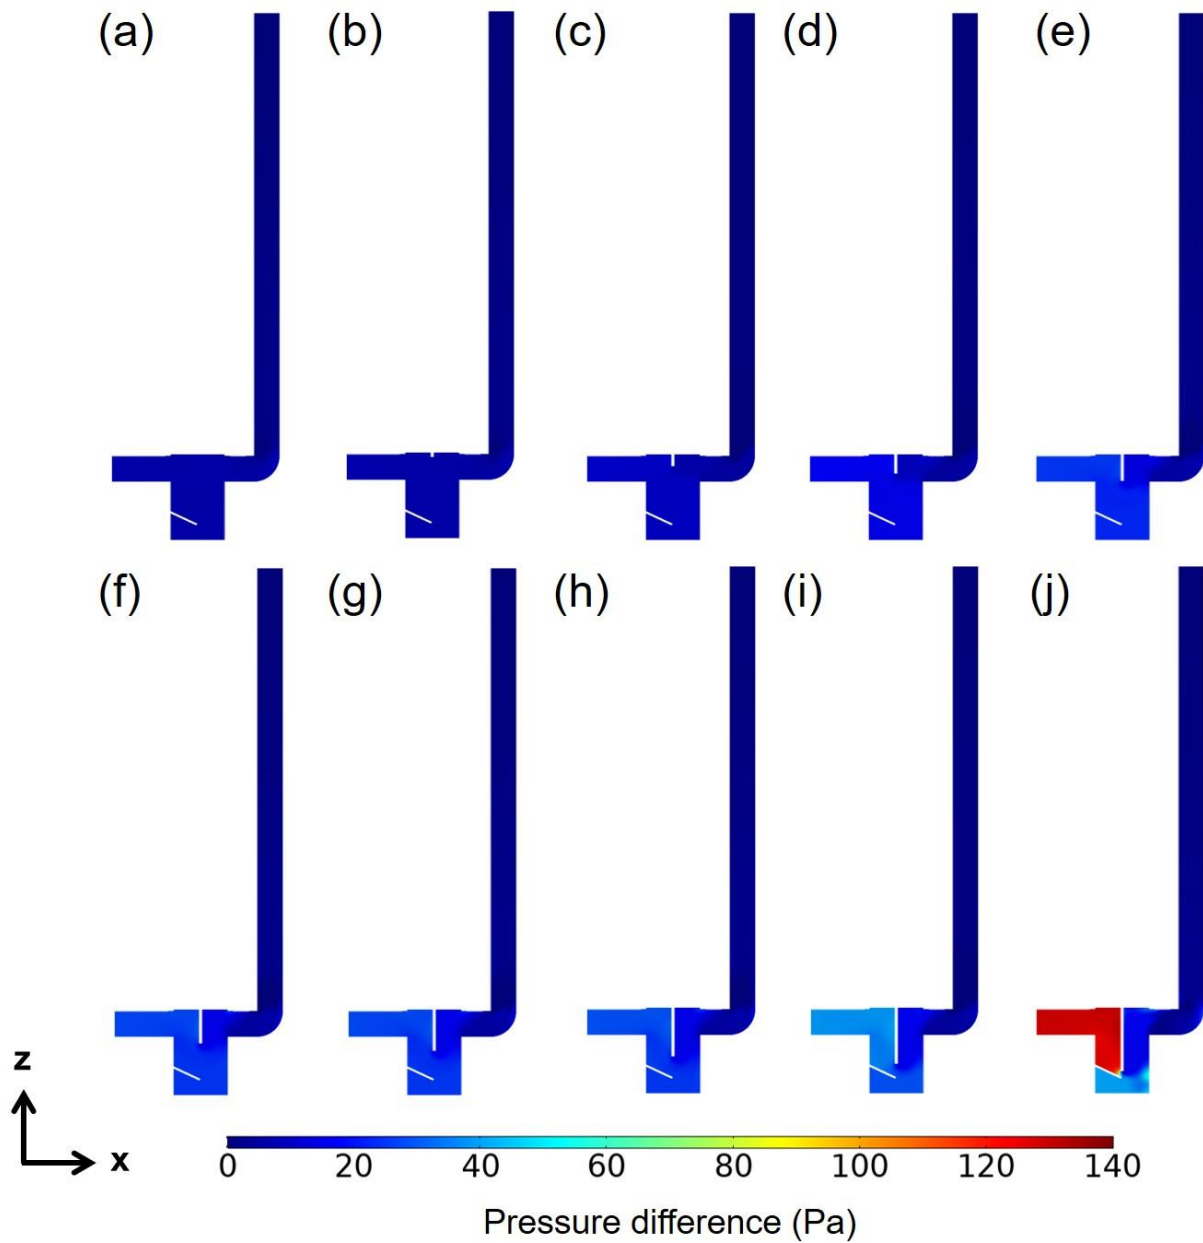 (a) (b) (c) (d) (e)
(f) (g) (h) (i) (j)
z
x
0 20 40 60 80 100 120 140
Pressure difference (Pa)